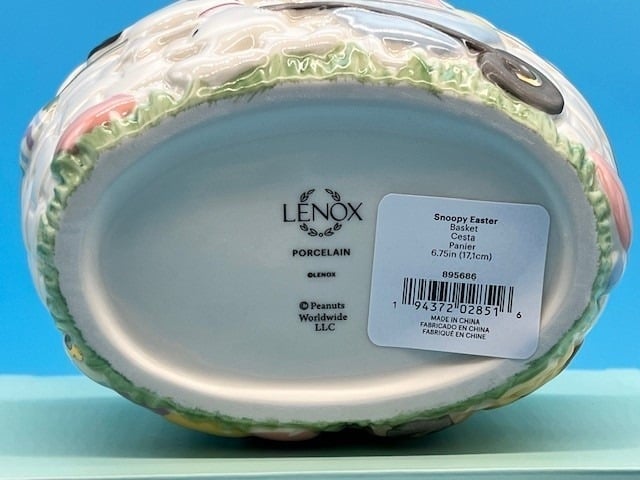 LENOX
PORCELAIN
©LENOX
© Peanuts
Worldwide
LLC
Snoopy Easter
Basket
Cesta
Panier
6.75in (17,1cm)
895686
1 94372 02851 6
MADE IN CHINA
FABRICADO EN CHINA
FABRIQUÉ EN CHINE